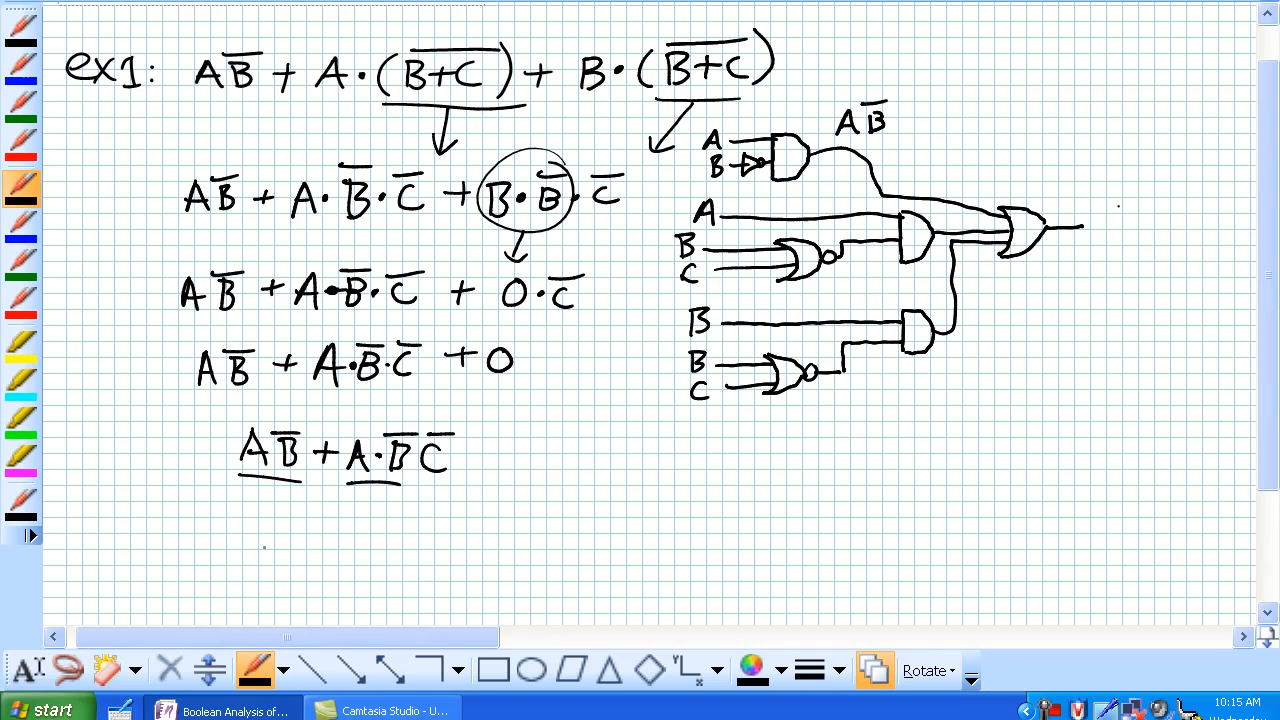 ex1: AB̅ + A·(B̅+̅C̅) + B·(B̅+̅C̅)
AB̅ + A·B̅·C̅ + B·B̅·C̅
AB̅ + A·B̅·C̅ + 0·C̅
AB̅ + A·B̅·C̅ + 0
AB̅ + A·B̅C̅
A
B
AB̅
A
B
C
B
B
C
Rotate
start
Boolean Analysis of...
Camtasia Studio - U...
10:15 AM
Wednesday